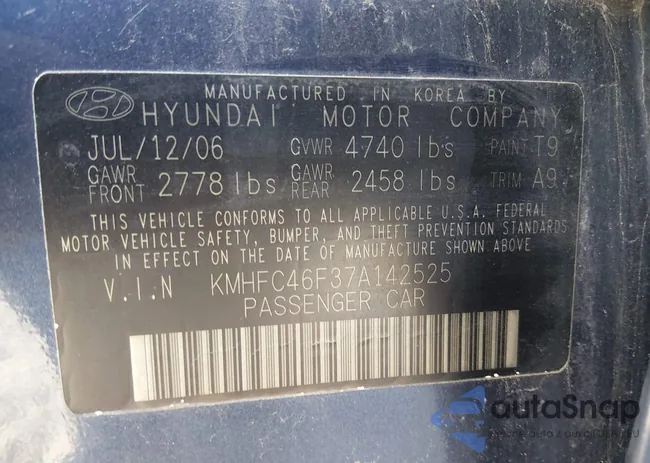 MANUFACTURED IN KOREA BY
HYUNDAI MOTOR COMPANY
JUL/12/06 GVWR 4740 lbs PAINT T9
GAWR FRONT 2778 lbs GAWR REAR 2458 lbs TRIM A9
THIS VEHICLE CONFORMS TO ALL APPLICABLE U.S.A. FEDERAL
MOTOR VEHICLE SAFETY, BUMPER, AND THEFT PREVENTION STANDARDS
IN EFFECT ON THE DATE OF MANUFACTURE SHOWN ABOVE
V.I.N KMHFC46F37A142525
PASSENGER CAR
autaSnap